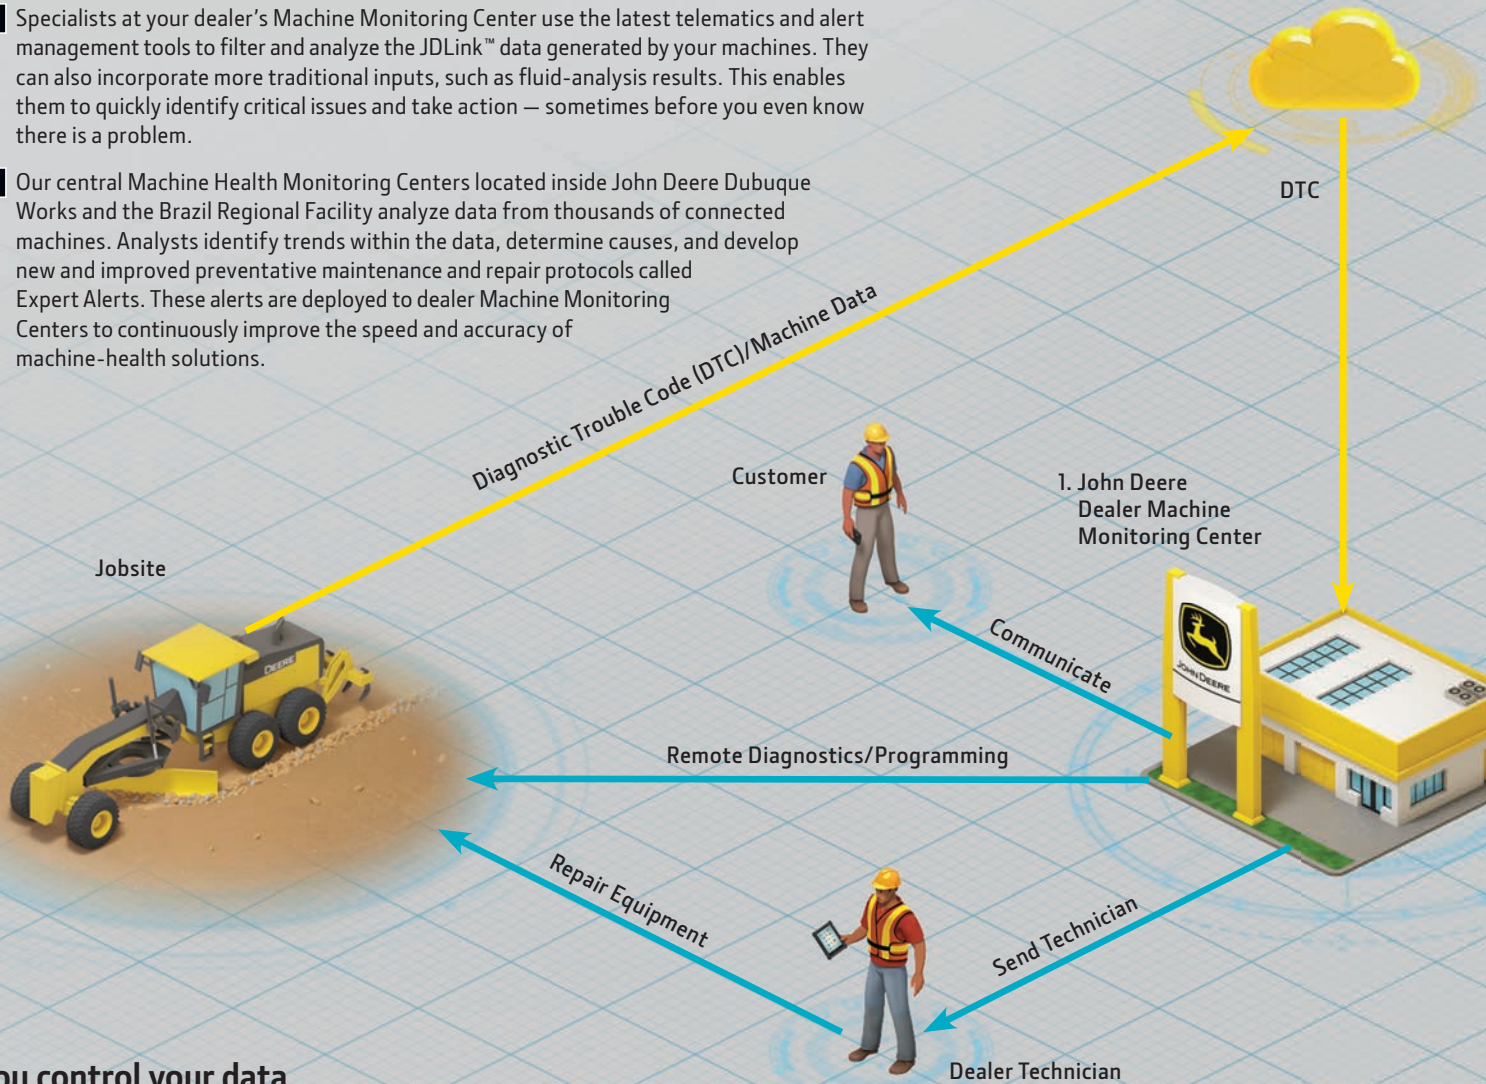 Specialists at your dealer’s Machine Monitoring Center use the latest telematics and alert
management tools to filter and analyze the JDLink™ data generated by your machines. They
can also incorporate more traditional inputs, such as fluid-analysis results. This enables
them to quickly identify critical issues and take action — sometimes before you even know
there is a problem.
Our central Machine Health Monitoring Centers located inside John Deere Dubuque
Works and the Brazil Regional Facility analyze data from thousands of connected
machines. Analysts identify trends within the data, determine causes, and develop
new and improved preventative maintenance and repair protocols called
Expert Alerts. These alerts are deployed to dealer Machine Monitoring
Centers to continuously improve the speed and accuracy of
machine-health solutions.
DTC
Diagnostic Trouble Code (DTC)/Machine Data
Customer
1. John Deere
Dealer Machine
Monitoring Center
Jobsite
Communicate
JOHN DEERE
DEERE
Remote Diagnostics/Programming
Repair Equipment
Send Technician
Dealer Technician
ou control your data